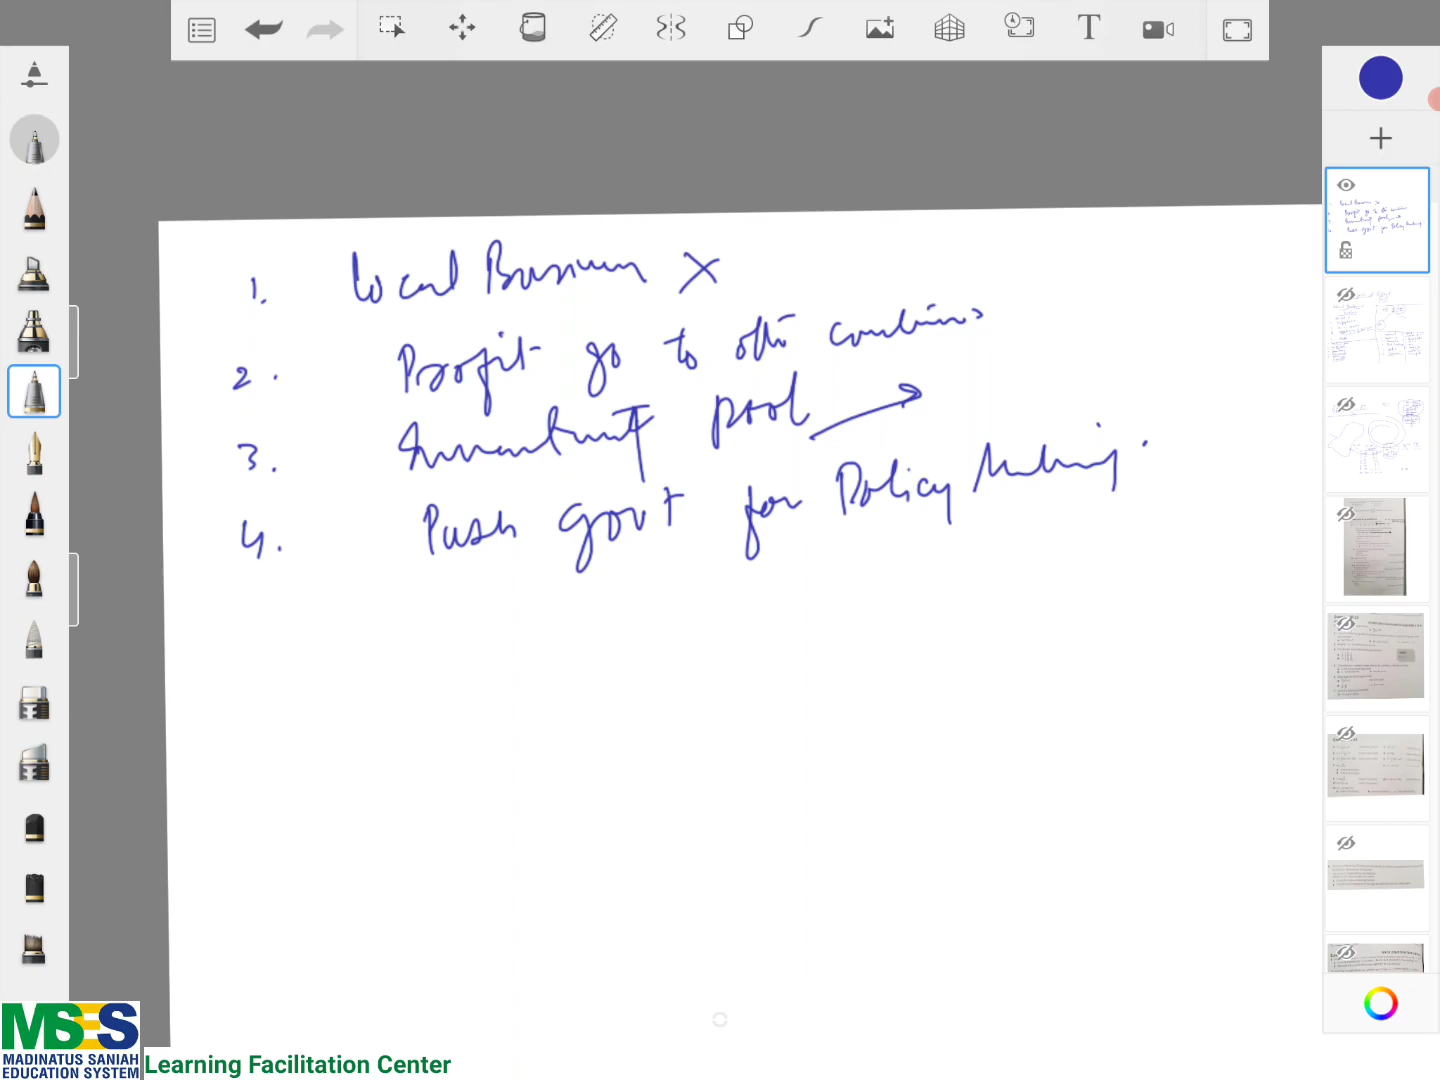 1. Local Business X
2. Profit go to other countries
3. Investment pool →
4. Push govt for Policy Making.
T
MSES
MADINATUS SANIAH
EDUCATION SYSTEM
Learning Facilitation Center